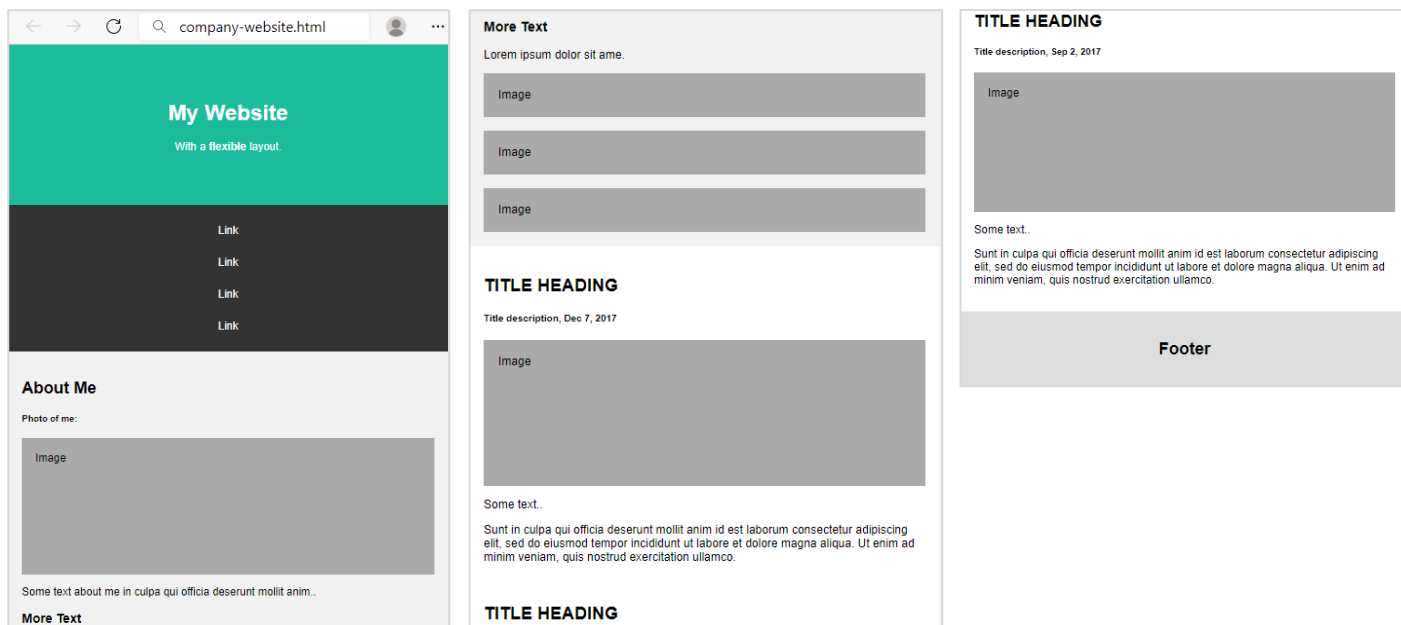 company-website.html
My Website
With a flexible layout.
Link
Link
Link
Link
About Me
Photo of me:
Image
Some text about me in culpa qui officia deserunt mollit anim..
More Text
More Text
Lorem ipsum dolor sit ame.
Image
Image
Image
TITLE HEADING
Title description, Dec 7, 2017
Image
Some text..
Sunt in culpa qui officia deserunt mollit anim id est laborum consectetur adipiscing
elit, sed do eiusmod tempor incididunt ut labore et dolore magna aliqua. Ut enim ad
minim veniam, quis nostrud exercitation ullamco.
TITLE HEADING
TITLE HEADING
Title description, Sep 2, 2017
Image
Some text..
Sunt in culpa qui officia deserunt mollit anim id est laborum consectetur adipiscing
elit, sed do eiusmod tempor incididunt ut labore et dolore magna aliqua. Ut enim ad
minim veniam, quis nostrud exercitation ullamco.
Footer